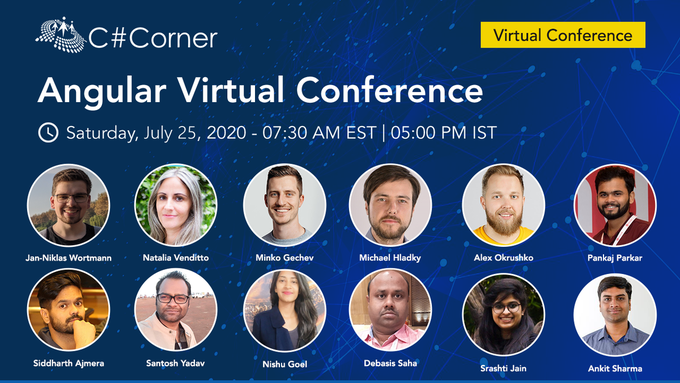 C#Corner
Virtual Conference
Angular Virtual Conference
Saturday, July 25, 2020 - 07:30 AM EST | 05:00 PM IST
Jan-Niklas Wortmann
Natalia Venditto
Minko Gechev
Michael Hladky
Alex Okrushko
Pankaj Parkar
Siddharth Ajmera
Santosh Yadav
Nishu Goel
Debasis Saha
Srashti Jain
Ankit Sharma